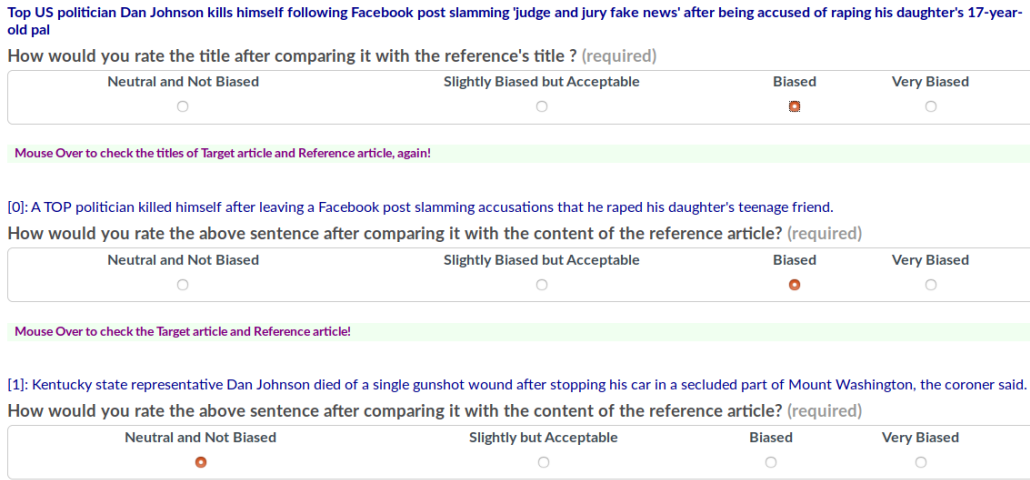 Top US politician Dan Johnson kills himself following Facebook post slamming 'judge and jury fake news' after being accused of raping his daughter's 17-year-
old pal
How would you rate the title after comparing it with the reference's title ? (required)
Neutral and Not Biased Slightly Biased but Acceptable Biased Very Biased
Mouse Over to check the titles of Target article and Reference article, again!
[0]: A TOP politician killed himself after leaving a Facebook post slamming accusations that he raped his daughter's teenage friend.
How would you rate the above sentence after comparing it with the content of the reference article? (required)
Neutral and Not Biased Slightly Biased but Acceptable Biased Very Biased
Mouse Over to check the Target article and Reference article!
[1]: Kentucky state representative Dan Johnson died of a single gunshot wound after stopping his car in a secluded part of Mount Washington, the coroner said.
How would you rate the above sentence after comparing it with the content of the reference article? (required)
Neutral and Not Biased Slightly but Acceptable Biased Very Biased